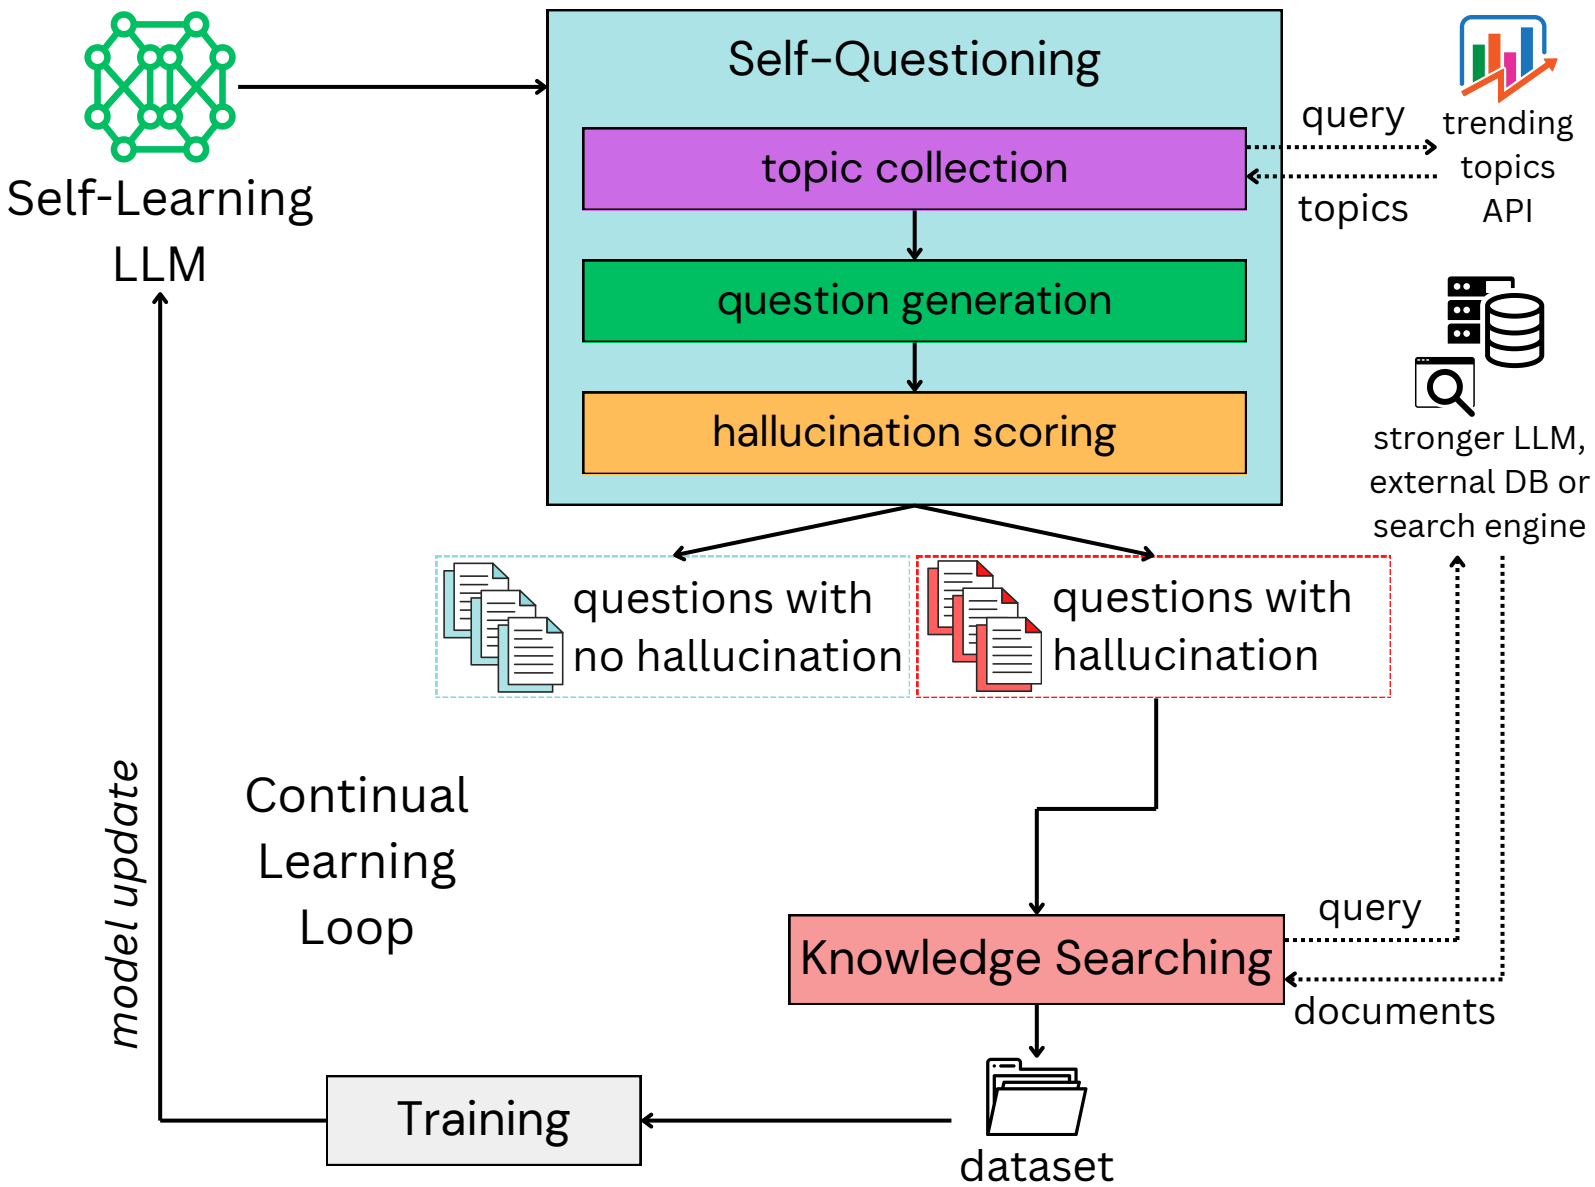 Self-Learning
LLM
Self-Questioning
topic collection
question generation
hallucination scoring
query
topics
trending
topics
API
stronger LLM,
external DB or
search engine
questions with
no hallucination
questions with
hallucination
Continual
Learning
Loop
model update
Knowledge Searching
query
documents
dataset
Training